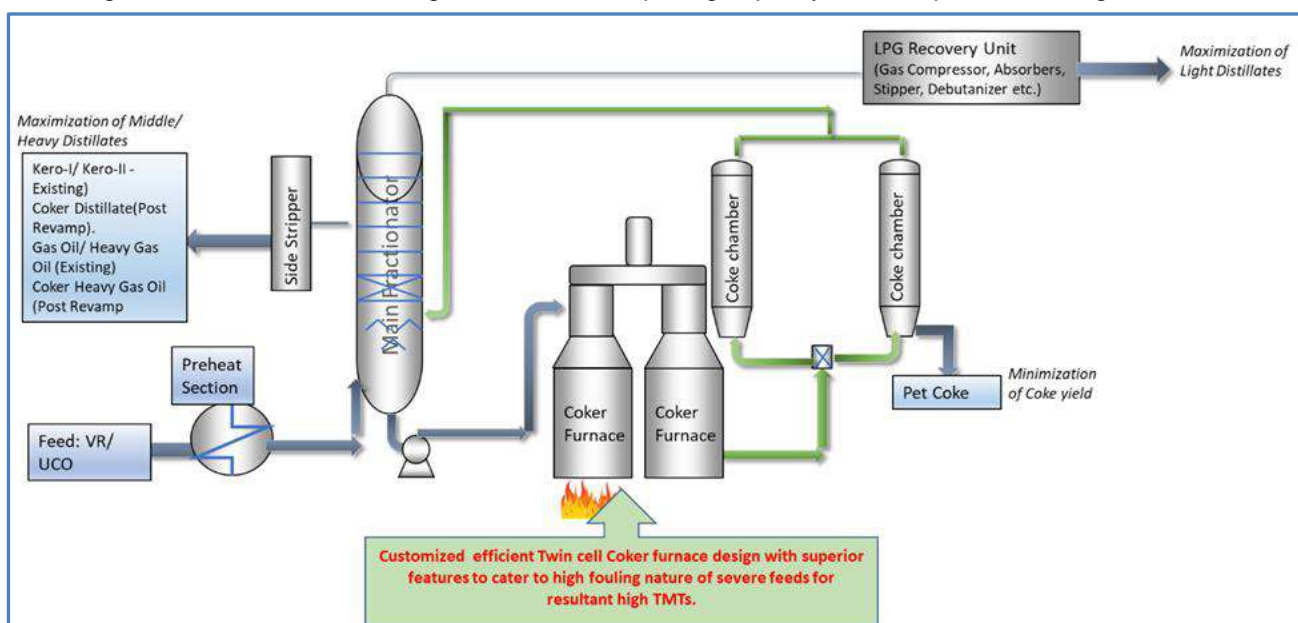 LPG Recovery Unit
(Gas Compressor, Absorbers,
Stipper, Debutanizer etc.)
Maximization of
Light Distillates
Maximization of Middle/
Heavy Distillates
Kero-I/ Kero-II -
Existing)
Coker Distillate(Post
Revamp).
Gas Oil/ Heavy Gas
Oil (Existing)
Coker Heavy Gas Oil
(Post Revamp
Side Stripper
Main Fractionator
Coke chamber
Coke chamber
Preheat
Section
Feed: VR/
UCO
Coker
Furnace
Coker
Furnace
Pet Coke
Minimization
of Coke yield
Customized efficient Twin cell Coker furnace design with superior
features to cater to high fouling nature of severe feeds for
resultant high TMTs.